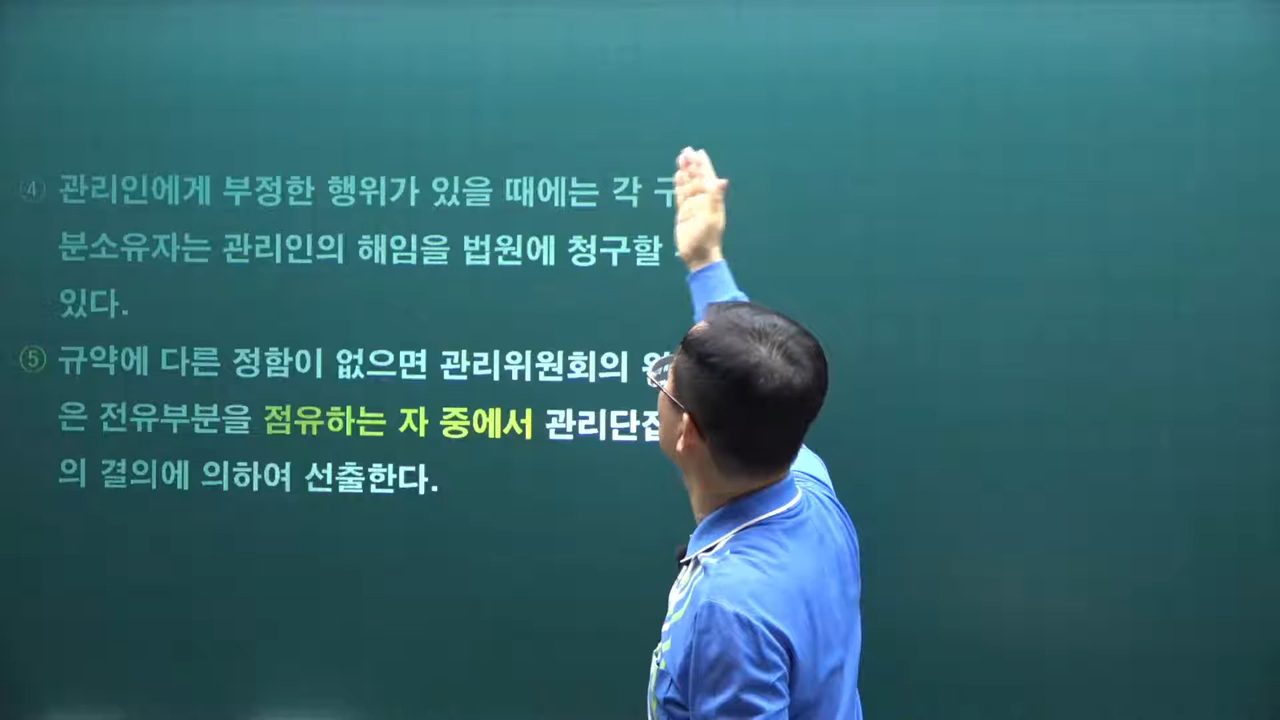 ④ 관리인에게 부정한 행위가 있을 때에는 각
분소유자는 관리인의 해임을 법원에 청구할
있다.
⑤ 규약에 다른 정함이 없으면 관리위원회의
은 전유부분을 점유하는 자 중에서 관리단집
의 결의에 의하여 선출한다.